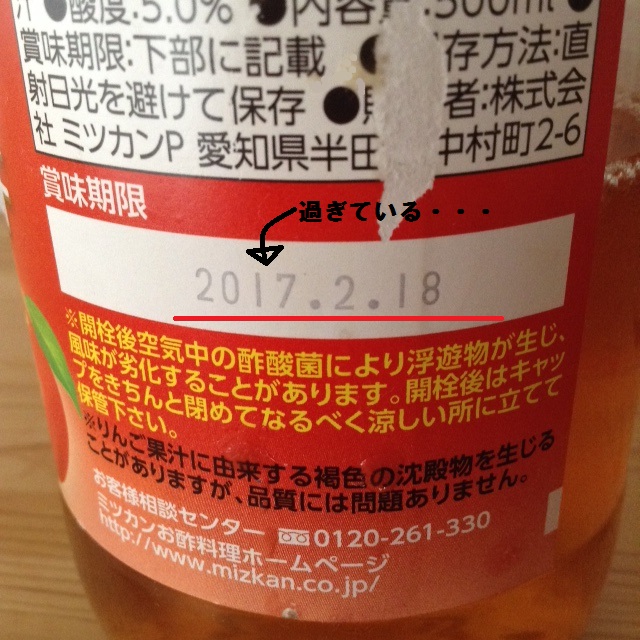 汁 ●酸度:5.0% ●内容量:500ml ●
賞味期限:下部に記載 ● 存方法:直
射日光を避けて保存 ● 者:株式会
社 ミツカンP 愛知県半田 中村町2-6
賞味期限
過ぎている・・・
2017.2.18
※開栓後空気中の酢酸菌により浮遊物が生じ、
風味が劣化することがあります。開栓後はキャッ
プをきちんと閉めてなるべく涼しい所に立てて
保管下さい。
※りんご果汁に由来する褐色の沈殿物を生じる
ことがありますが、品質には問題ありません。
お客様相談センター 0120-261-330
ミツカンお酢料理ホームページ
http://www.mizkan.co.jp/